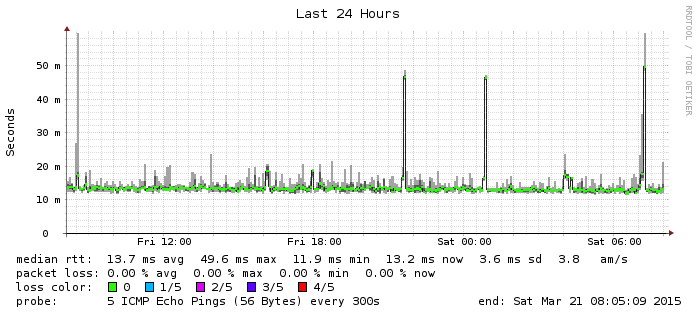 Last 24 Hours
RRDTOOL / TOBI OETIKER
Seconds
50 m
40 m
30 m
20 m
10 m
0
Fri 12:00 Fri 18:00 Sat 00:00 Sat 06:00
median rtt: 13.7 ms avg 49.6 ms max 11.9 ms min 13.2 ms now 3.6 ms sd 3.8 am/s
packet loss: 0.00 % avg 0.00 % max 0.00 % min 0.00 % now
loss color: 0 1/5 2/5 3/5 4/5
probe: 5 ICMP Echo Pings (56 Bytes) every 300s end: Sat Mar 21 08:05:09 2015